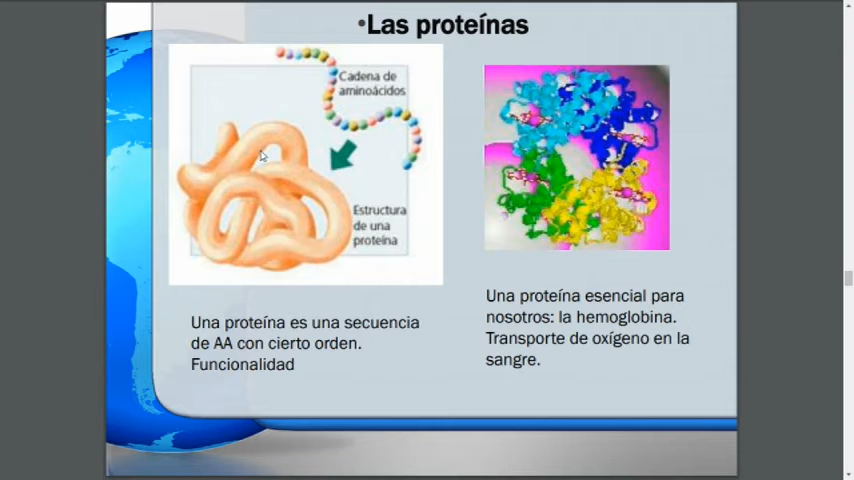 •Las proteínas
Cadena de
aminoácidos
Estructura
de una
proteína
Una proteína es una secuencia
de AA con cierto orden.
Funcionalidad
Una proteína esencial para
nosotros: la hemoglobina.
Transporte de oxígeno en la
sangre.